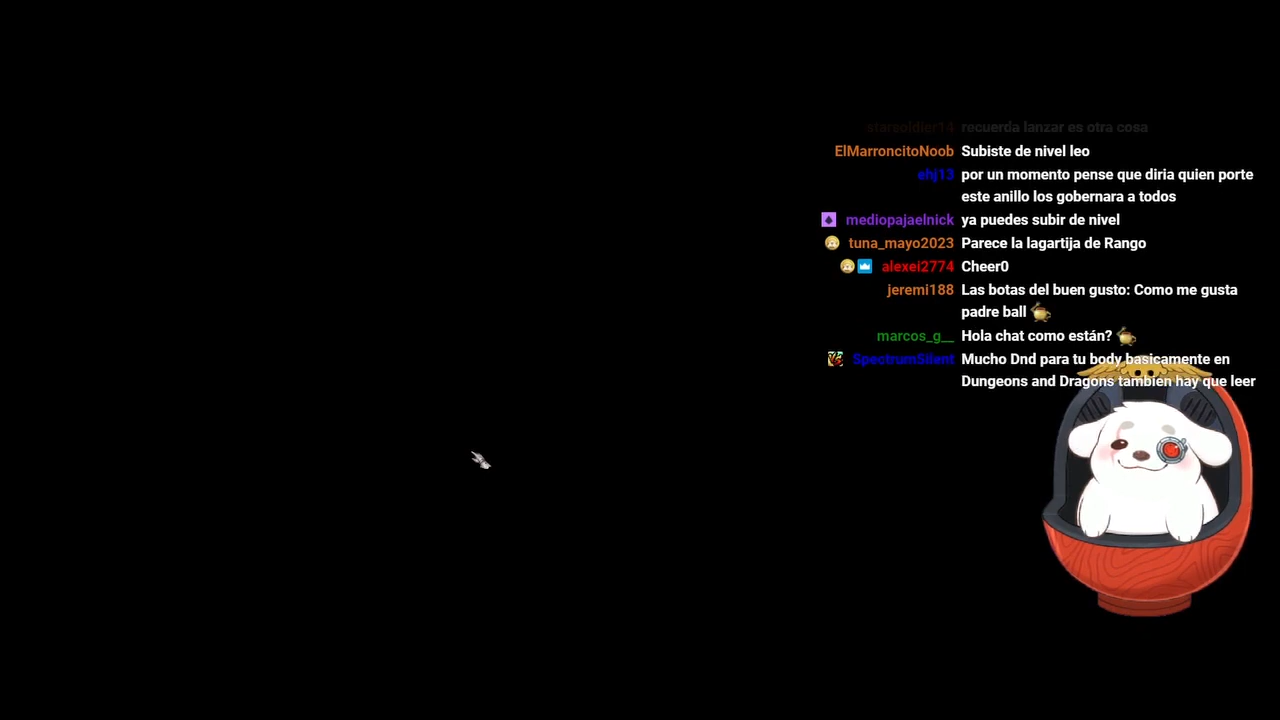 starsoldier14 recuerda lanzar es otra cosa
ElMarroncitoNoob Subiste de nivel leo
ehj13 por un momento pense que diria quien porte
este anillo los gobernara a todos
mediopajaelnick ya puedes subir de nivel
tuna_mayo2023 Parece la lagartija de Rango
alexei2774 Cheer0
jeremi188 Las botas del buen gusto: Como me gusta
padre ball
marcos_g__ Hola chat como están?
SpectrumSilent Mucho Dnd para tu body basicamente en
Dungeons and Dragons tambien hay que leer